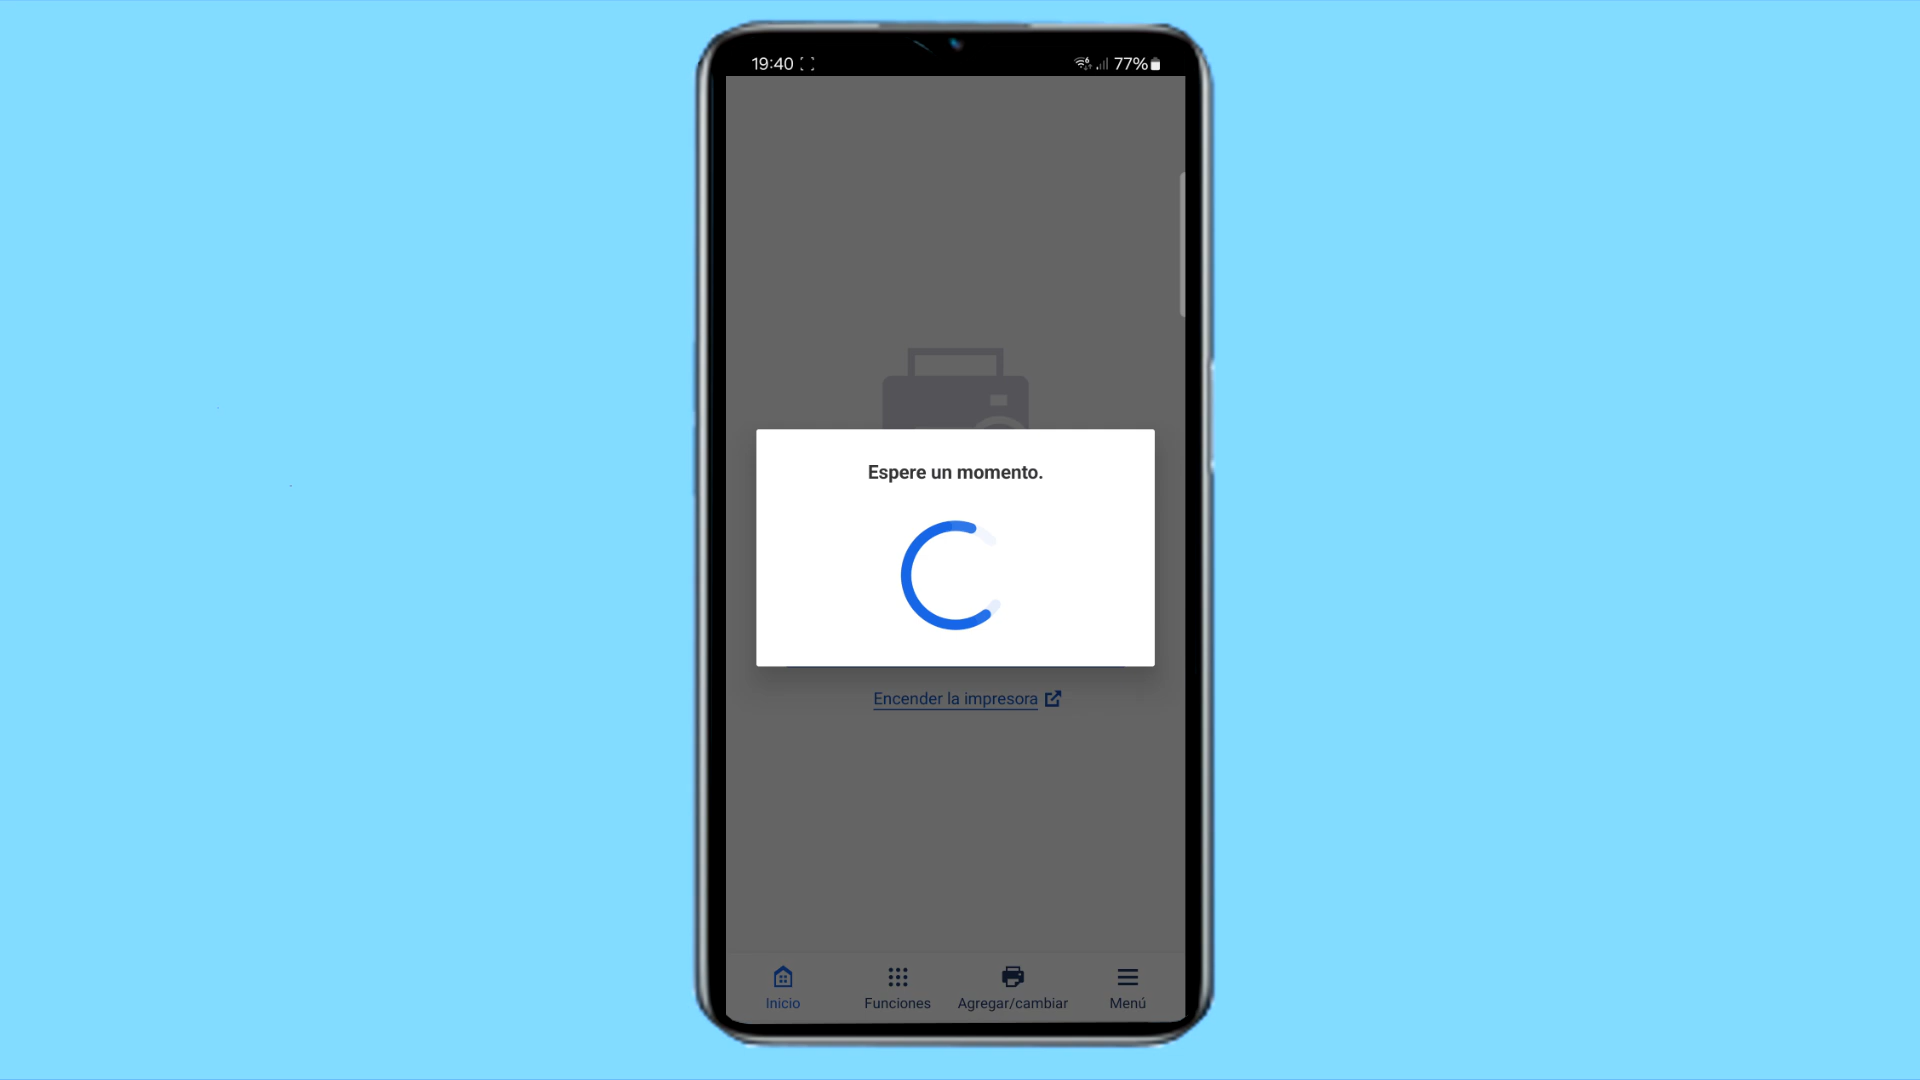 19:40
77%
Espere un momento.
Encender la impresora
Inicio
Funciones
Agregar/cambiar
Menú